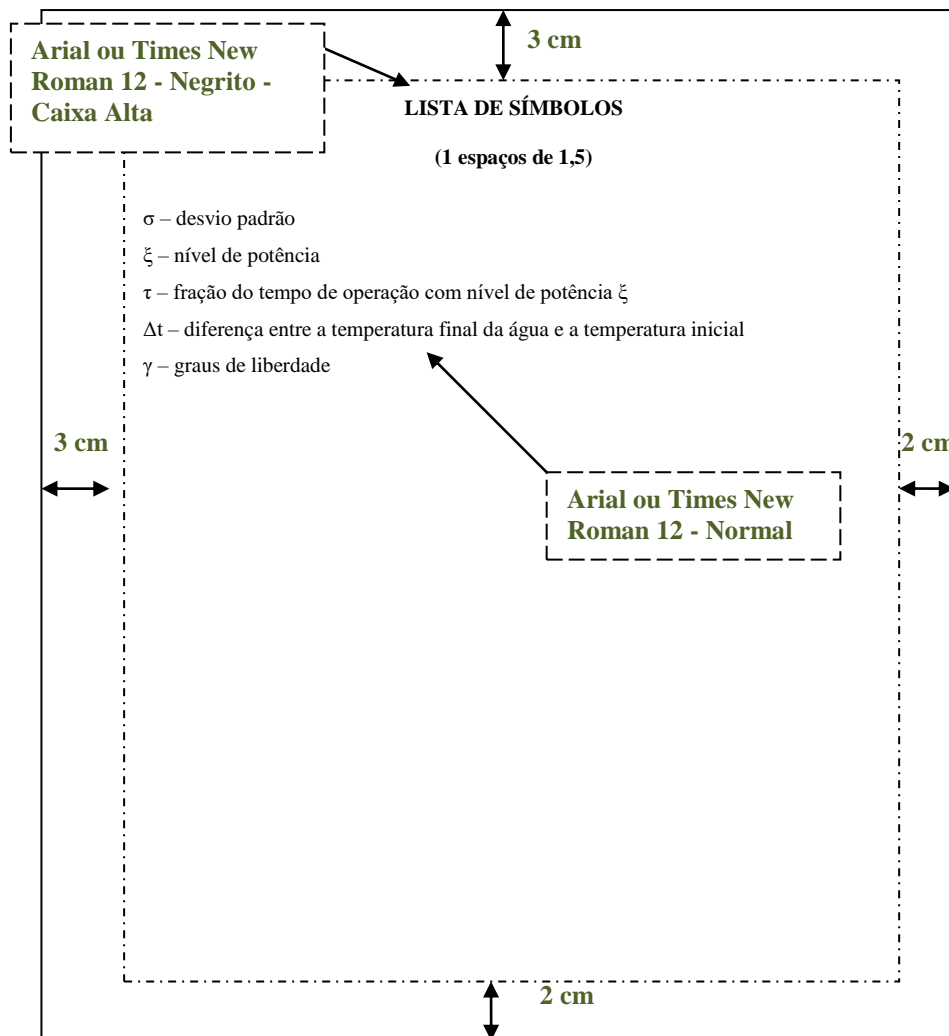 3 cm
Arial ou Times New
Roman 12 - Negrito -
Caixa Alta
LISTA DE SÍMBOLOS
(1 espaços de 1,5)
σ – desvio padrão
ξ – nível de potência
τ – fração do tempo de operação com nível de potência ξ
Δt – diferença entre a temperatura final da água e a temperatura inicial
γ – graus de liberdade
3 cm
2 cm
Arial ou Times New
Roman 12 - Normal
2 cm